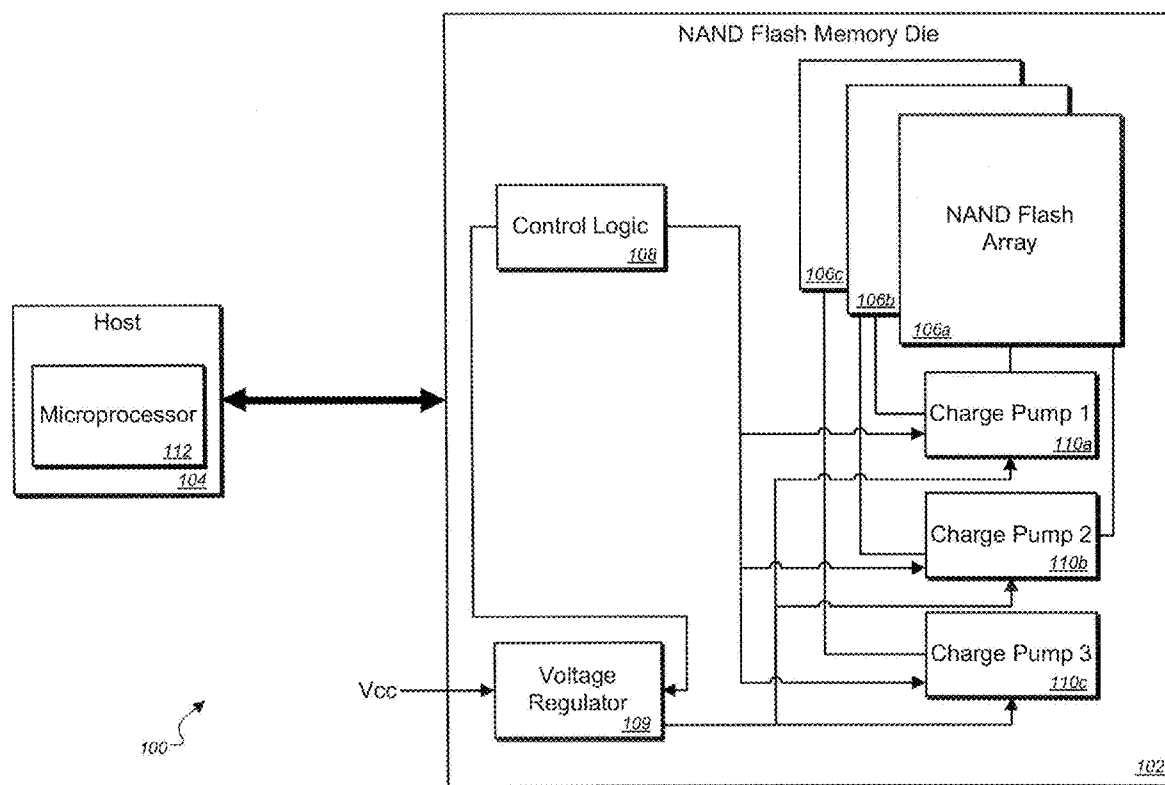 NAND Flash Memory Die
NAND Flash
Array
Control Logic
108
106c
106b
106a
Host
Microprocessor
112
104
Charge Pump 1
110a
Charge Pump 2
110b
Charge Pump 3
110c
Vcc
Voltage
Regulator
109
100
102